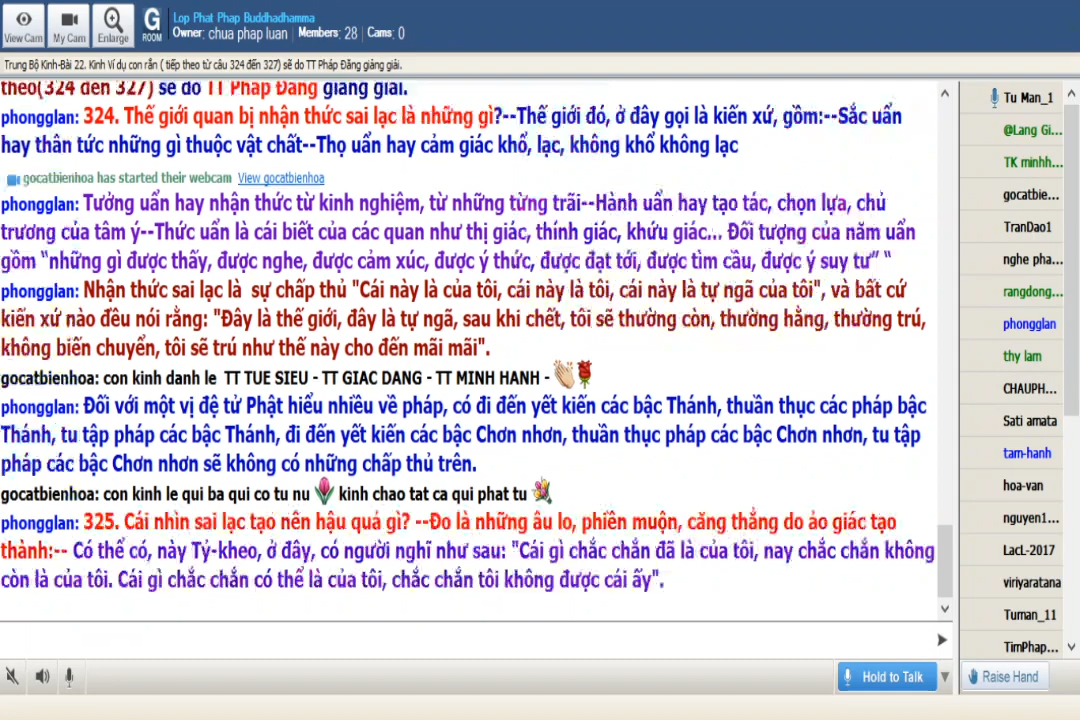 View Cam
My Cam
Enlarge
G
ROOM
Lop Phat Phap Buddhadhamma
Owner: chua phap luan | Members: 28 | Cams: 0
Trung Bộ Kinh-Bài 22. Kinh Ví dụ con rắn ( tiếp theo từ câu 324 đến 327) sẽ do TT Pháp Đăng giảng giải.
theo(324 đến 327) sẽ do TT Pháp Đăng giảng giải.
phongglan: 324. Thế giới quan bị nhận thức sai lạc là những gì?--Thế giới đó, ở đây gọi là kiến xứ, gồm:--Sắc uẩn
hay thân tức những gì thuộc vật chất--Thọ uẩn hay cảm giác khổ, lạc, không khổ không lạc
gocatbienhoa has started their webcam View gocatbienhoa
phongglan: Tưởng uẩn hay nhận thức từ kinh nghiệm, từ những từng trãi--Hành uẩn hay tạo tác, chọn lựa, chủ
trương của tâm ý--Thức uẩn là cái biết của các quan như thị giác, thính giác, khứu giác... Đối tượng của năm uẩn
gồm “những gì được thấy, được nghe, được cảm xúc, được ý thức, được đạt tới, được tìm cầu, được ý suy tư” “
phongglan: Nhận thức sai lạc là sự chấp thủ "Cái này là của tôi, cái này là tôi, cái này là tự ngã của tôi", và bất cứ
kiến xứ nào đều nói rằng: "Đây là thế giới, đây là tự ngã, sau khi chết, tôi sẽ thường còn, thường hằng, thường trú,
không biến chuyển, tôi sẽ trú như thế này cho đến mãi mãi".
gocatbienhoa: con kinh danh le TT TUE SIEU - TT GIAC DANG - TT MINH HANH -
phongglan: Đối với một vị đệ tử Phật hiểu nhiều về pháp, có đi đến yết kiến các bậc Thánh, thuần thục các pháp bậc
Thánh, tu tập pháp các bậc Thánh, đi đến yết kiến các bậc Chơn nhơn, thuần thục pháp các bậc Chơn nhơn, tu tập
pháp các bậc Chơn nhơn sẽ không có những chấp thủ trên.
gocatbienhoa: con kinh le qui ba qui co tu nu kinh chao tat ca qui phat tu
phongglan: 325. Cái nhìn sai lạc tạo nên hậu quả gì? --Đo là những âu lo, phiền muộn, căng thẳng do ảo giác tạo
thành:-- Có thể có, này Tỷ-kheo, ở đây, có người nghĩ như sau: "Cái gì chắc chắn đã là của tôi, nay chắc chắn không
còn là của tôi. Cái gì chắc chắn có thể là của tôi, chắc chắn tôi không được cái ấy".
Hold to Talk
Tu Man_1
@Lang Gi...
TK minhh...
gocatbie...
TranDao1
nghe pha...
rangdong...
phongglan
thy lam
CHAUPH...
Sati amata
tam-hanh
hoa-van
nguyen1...
LacL-2017
viriyaratana
Tuman_11
TimPhap...
Raise Hand